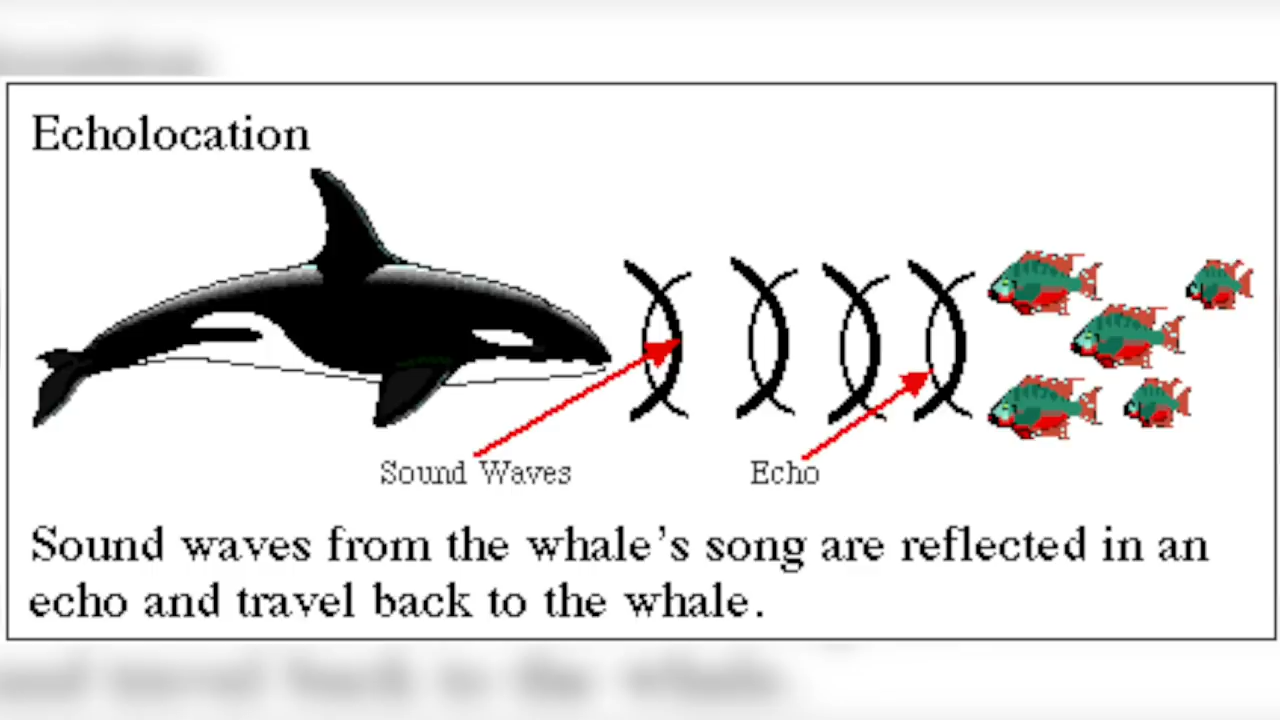 Echolocation
Sound Waves
Echo
Sound waves from the whale's song are reflected in an
echo and travel back to the whale.